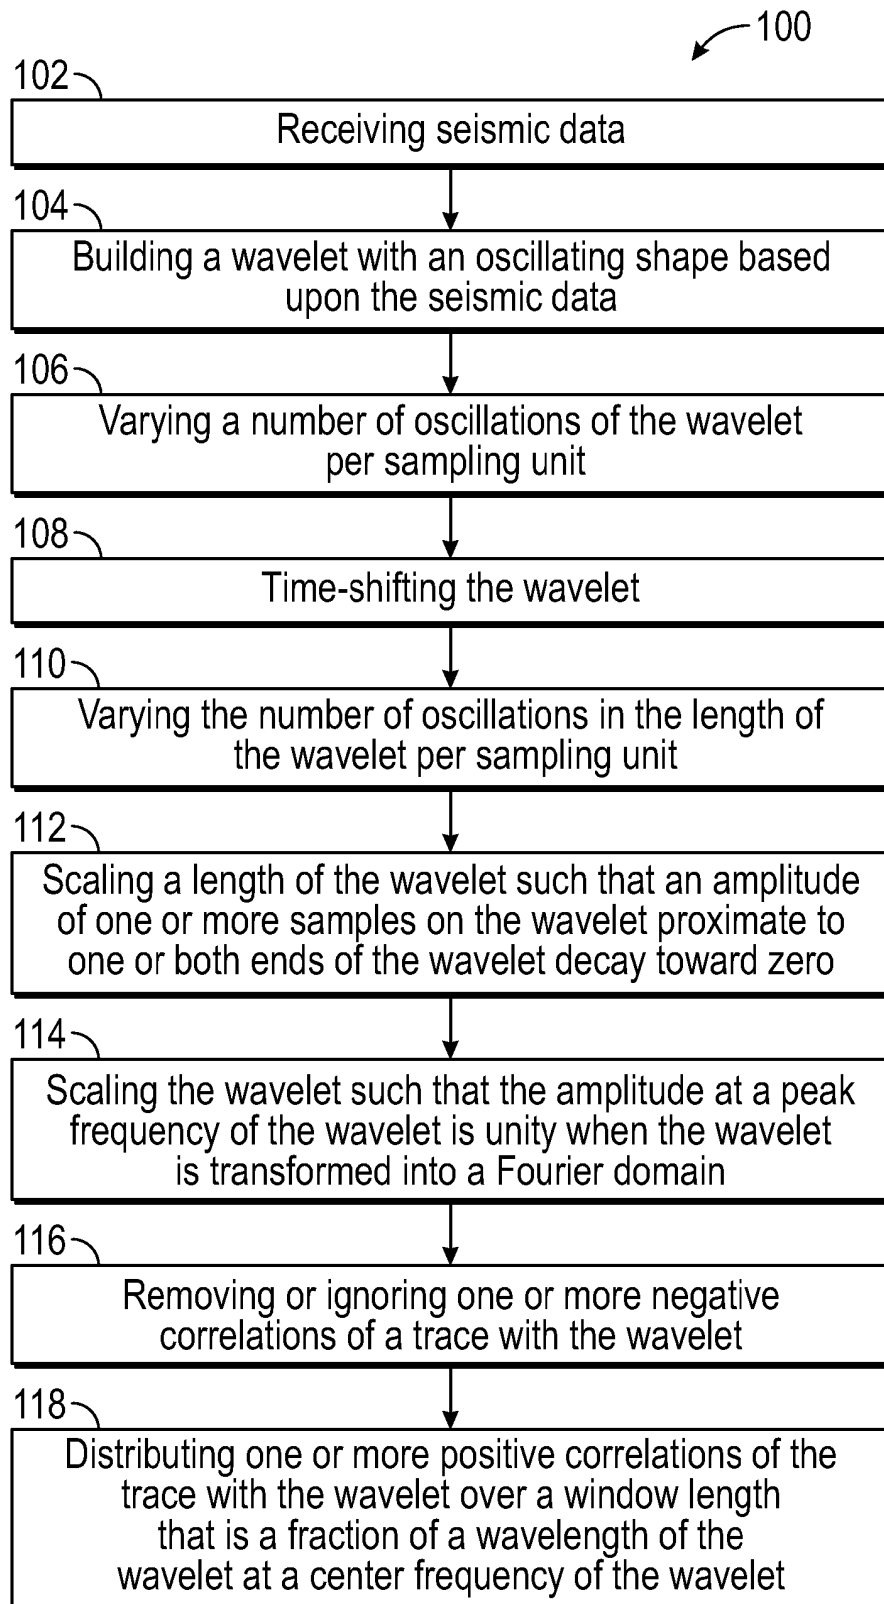 100
102
Receiving seismic data
104
Building a wavelet with an oscillating shape based
upon the seismic data
106
Varying a number of oscillations of the wavelet
per sampling unit
108
Time-shifting the wavelet
110
Varying the number of oscillations in the length of
the wavelet per sampling unit
112
Scaling a length of the wavelet such that an amplitude
of one or more samples on the wavelet proximate to
one or both ends of the wavelet decay toward zero
114
Scaling the wavelet such that the amplitude at a peak
frequency of the wavelet is unity when the wavelet
is transformed into a Fourier domain
116
Removing or ignoring one or more negative
correlations of a trace with the wavelet
118
Distributing one or more positive correlations of the
trace with the wavelet over a window length
that is a fraction of a wavelength of the
wavelet at a center frequency of the wavelet